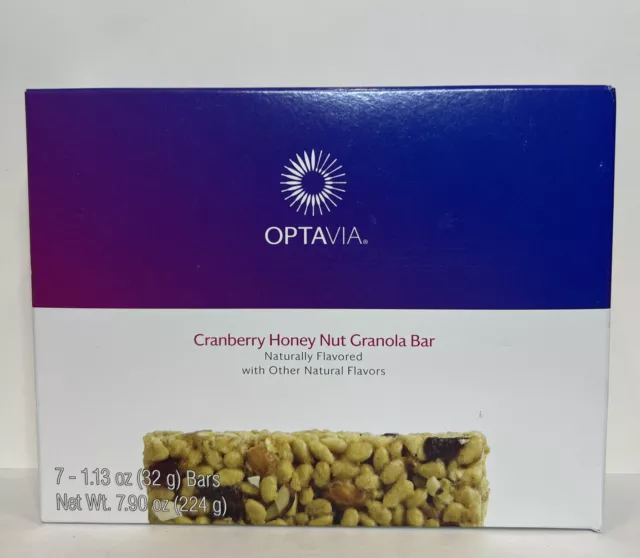 OPTAVIA®
Cranberry Honey Nut Granola Bar
Naturally Flavored
with Other Natural Flavors
7 - 1.13 oz (32 g) Bars
Net Wt. 7.90 oz (224 g)